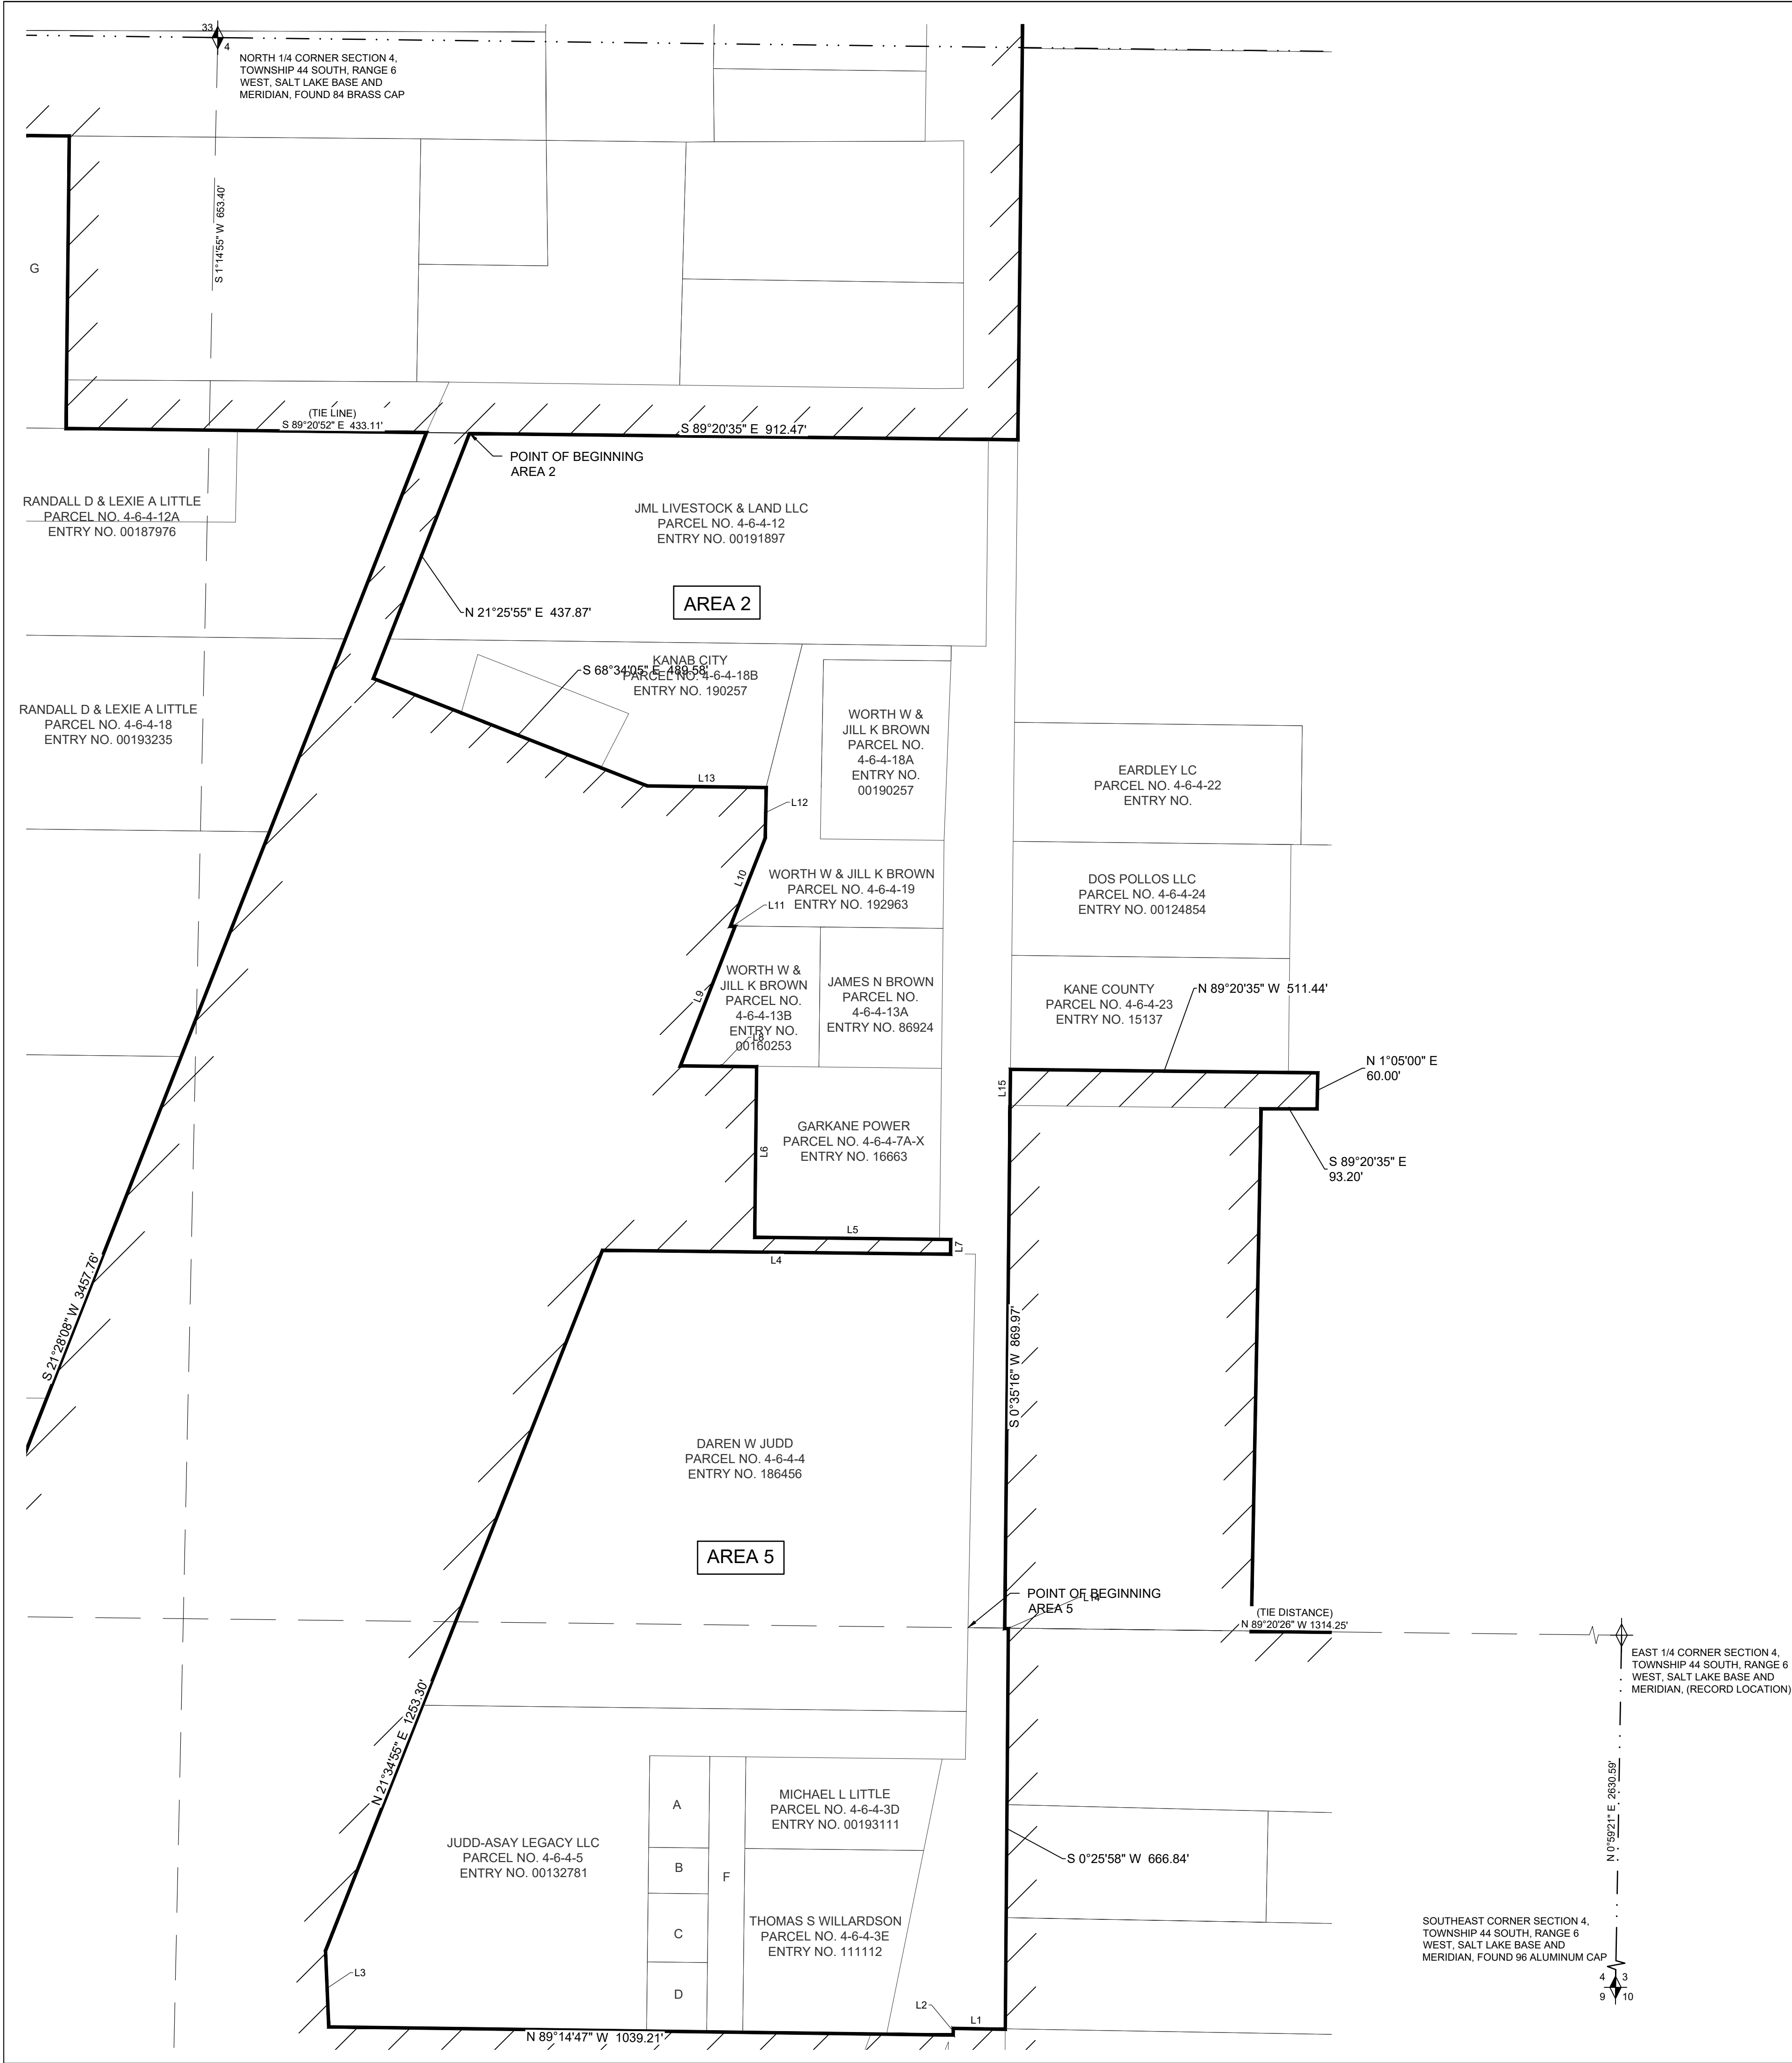 33
4
NORTH 1/4 CORNER SECTION 4,
TOWNSHIP 44 SOUTH, RANGE 6
WEST, SALT LAKE BASE AND
MERIDIAN, FOUND 84 BRASS CAP
S 1°14'55" W  653.40'
G
(TIE LINE)
S 89°20'52" E  433.11'
S 89°20'35" E  912.47'
POINT OF BEGINNING
AREA 2
RANDALL D & LEXIE A LITTLE
PARCEL NO. 4-6-4-12A
ENTRY NO. 00187976
JML LIVESTOCK & LAND LLC
PARCEL NO. 4-6-4-12
ENTRY NO. 00191897
AREA 2
N 21°25'55" E  437.87'
KANAB CITY
PARCEL NO. 4-6-4-18B
ENTRY NO. 190257
S 68°34'05" E  489.58'
RANDALL D & LEXIE A LITTLE
PARCEL NO. 4-6-4-18
ENTRY NO. 00193235
WORTH W &
JILL K BROWN
PARCEL NO.
4-6-4-18A
ENTRY NO.
00190257
EARDLEY LC
PARCEL NO. 4-6-4-22
ENTRY NO.
L13
L12
L10
WORTH W & JILL K BROWN
PARCEL NO. 4-6-4-19
ENTRY NO. 192963
L11
DOS POLLOS LLC
PARCEL NO. 4-6-4-24
ENTRY NO. 00124854
WORTH W &
JILL K BROWN
PARCEL NO.
4-6-4-13B
ENTRY NO.
00160253
L9
L8
JAMES N BROWN
PARCEL NO.
4-6-4-13A
ENTRY NO. 86924
KANE COUNTY
PARCEL NO. 4-6-4-23
ENTRY NO. 15137
N 89°20'35" W  511.44'
N 1°05'00" E
60.00'
L15
GARKANE POWER
PARCEL NO. 4-6-4-7A-X
ENTRY NO. 16663
L6
S 89°20'35" E
93.20'
L5
L7
L4
S 21°28'08" W  3457.76'
S 0°35'16" W  869.97'
DAREN W JUDD
PARCEL NO. 4-6-4-4
ENTRY NO. 186456
AREA 5
POINT OF BEGINNING
AREA 5
L14
(TIE DISTANCE)
N 89°20'26" W 1314.25'
EAST 1/4 CORNER SECTION 4,
TOWNSHIP 44 SOUTH, RANGE 6
WEST, SALT LAKE BASE AND
MERIDIAN, (RECORD LOCATION)
N 21°34'55" E  1253.30'
A
B
C
D
F
MICHAEL L LITTLE
PARCEL NO. 4-6-4-3D
ENTRY NO. 00193111
JUDD-ASAY LEGACY LLC
PARCEL NO. 4-6-4-5
ENTRY NO. 00132781
S 0°25'58" W  666.84'
N 0°59'21" E  2630.59'
THOMAS S WILLARDSON
PARCEL NO. 4-6-4-3E
ENTRY NO. 111112
SOUTHEAST CORNER SECTION 4,
TOWNSHIP 44 SOUTH, RANGE 6
WEST, SALT LAKE BASE AND
MERIDIAN, FOUND 96 ALUMINUM CAP
4 3
9 10
L3
L2
L1
N 89°14'47" W  1039.21'